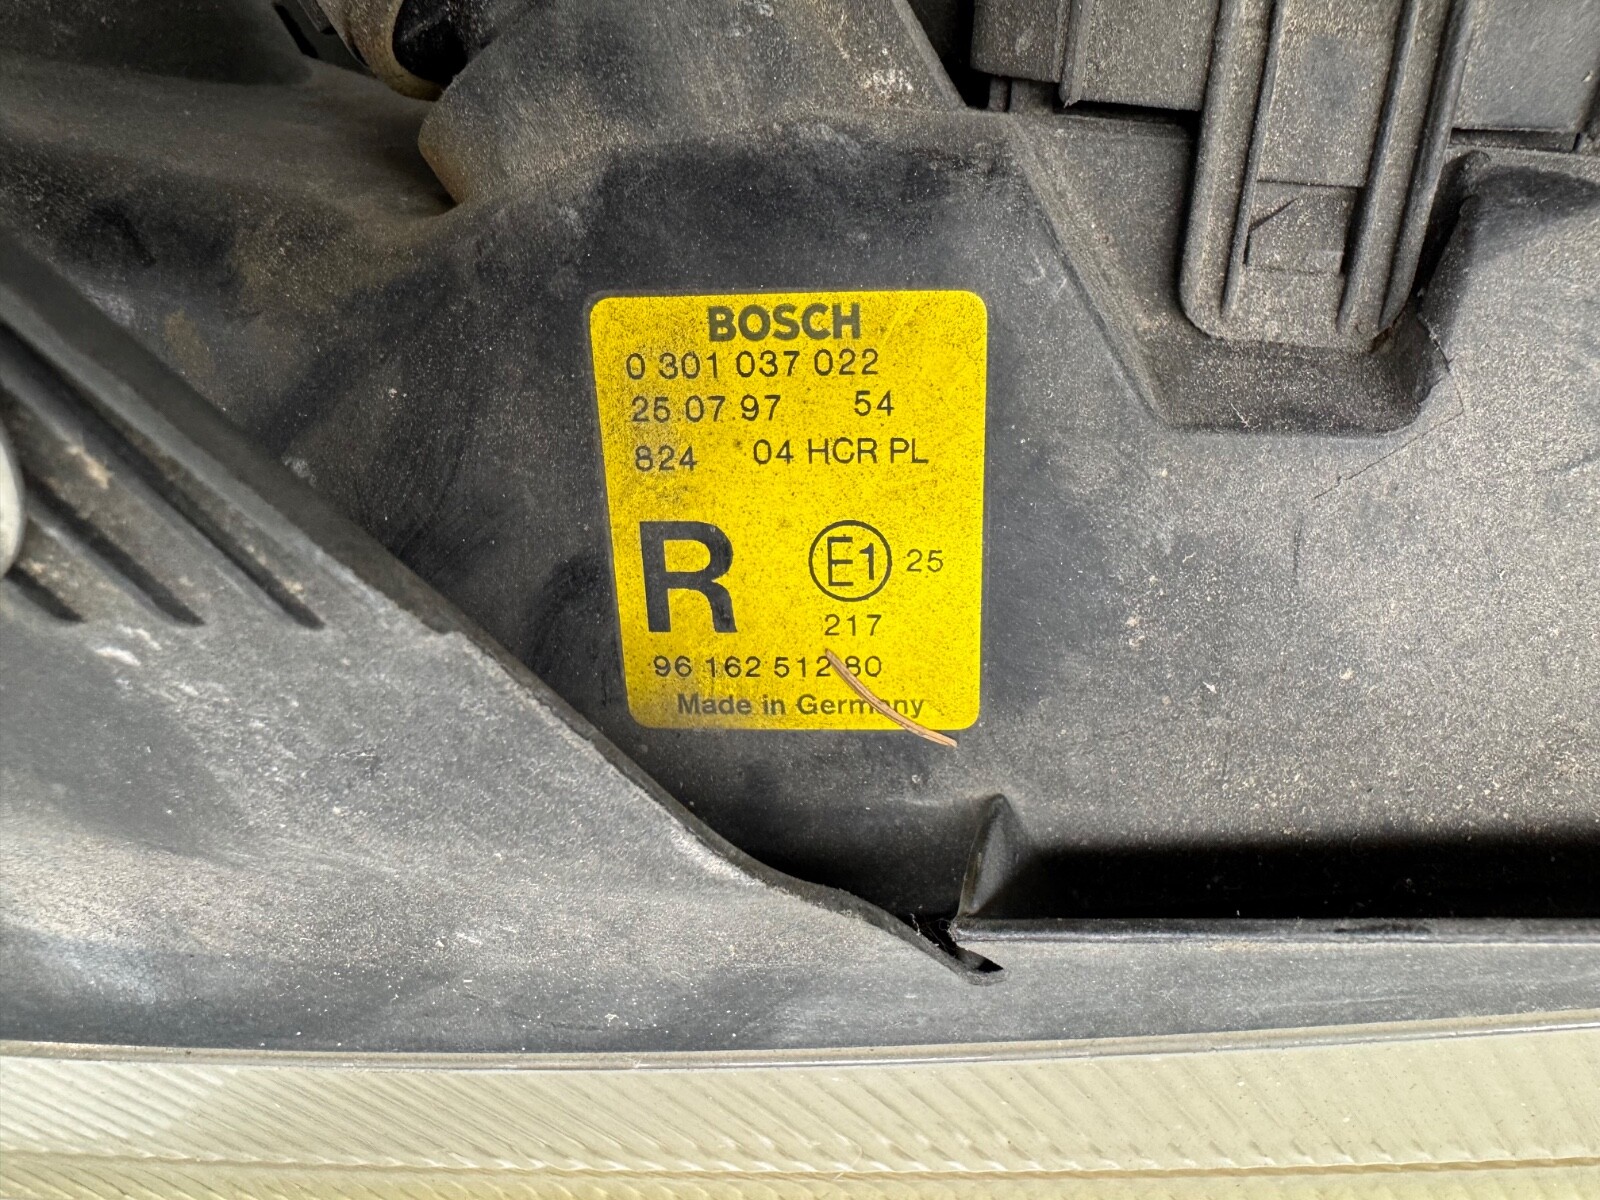 BOSCH
0 301 037 022
25.07.97 54
824 04 HCR PL
R E1 25
217
96 162 512 80
Made in Germany